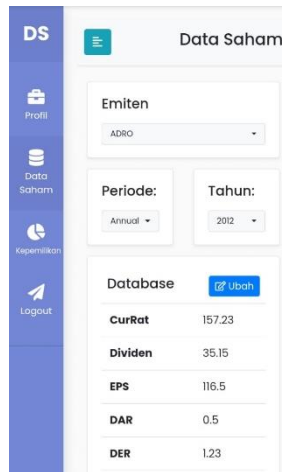 DS
Data Saham
Profil
Data
Saham
Kepemilikan
Logout
Emiten
ADRO
Periode:
Annual
Tahun:
2012
Database
Ubah
CurRat 157.23
Dividen 35.15
EPS 116.5
DAR 0.5
DER 1.23